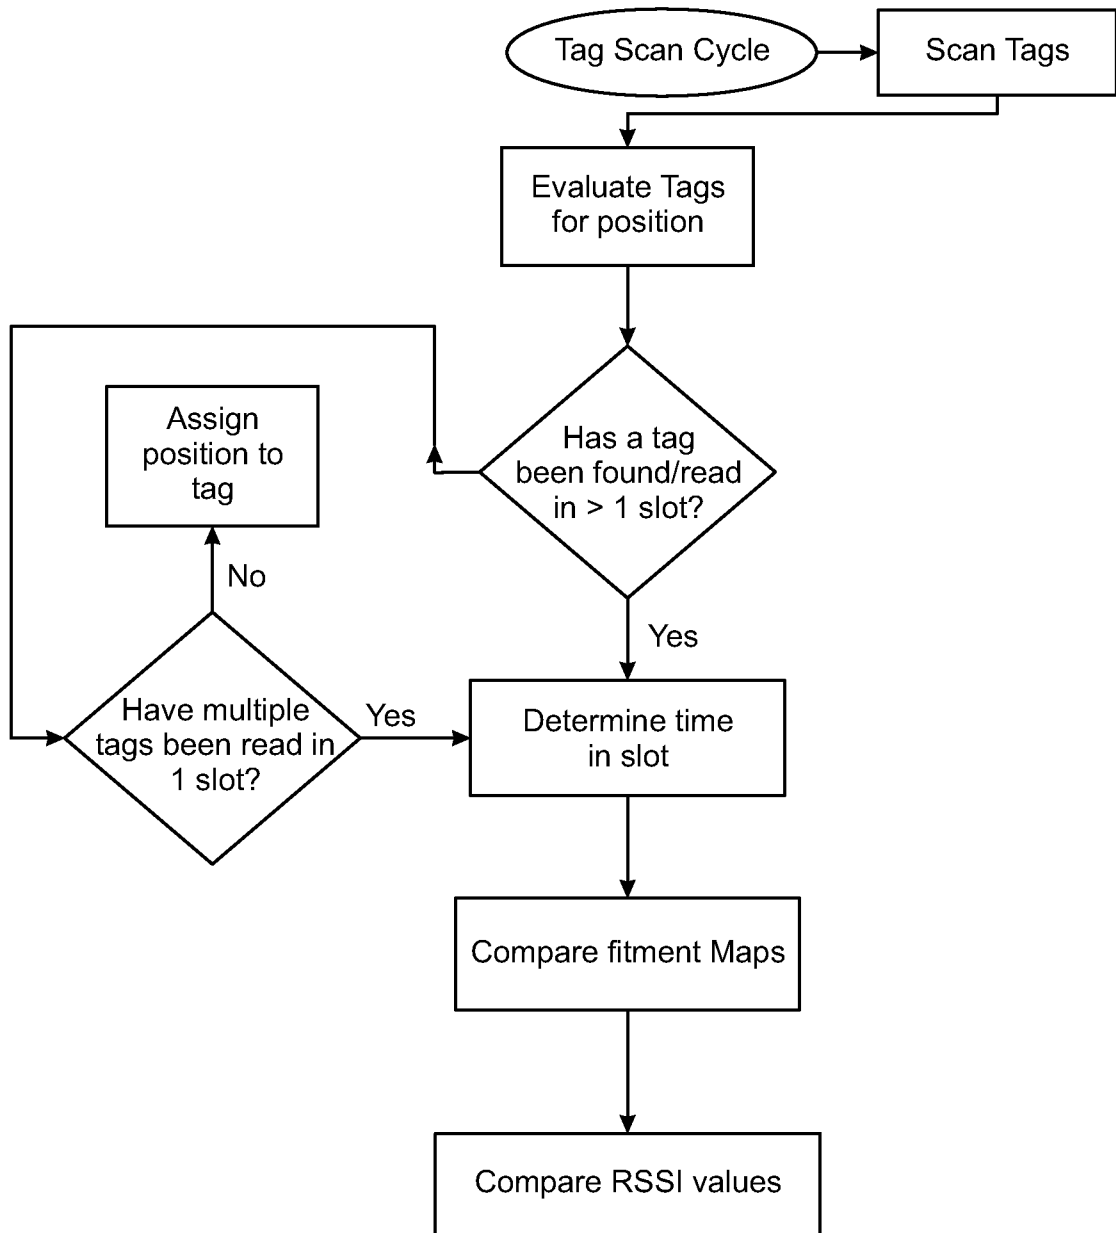 Tag Scan Cycle
Scan Tags
Evaluate Tags
for position
Has a tag
been found/read
in > 1 slot?
Assign
position to
tag
No
Yes
Have multiple
tags been read in
1 slot?
Yes
Determine time
in slot
Compare fitment Maps
Compare RSSI values